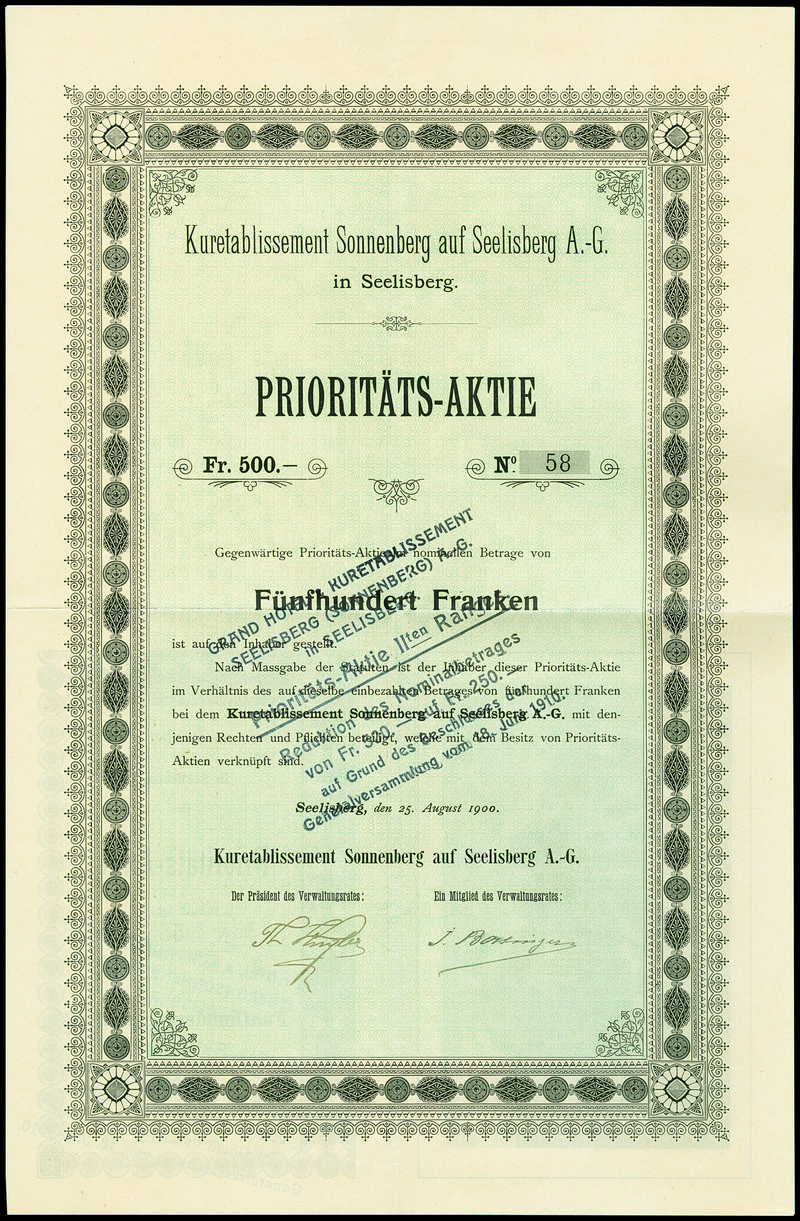 Kuretablissement Sonnenberg auf Seelisberg A.-G.
in Seelisberg.
PRIORITÄTS-AKTIE
Fr. 500.— Nº. 58
Gegenwärtige Prioritäts-Aktie im nominellen Betrage von
Fünfhundert Franken
ist auf den Inhaber gestellt.
Nach Massgabe der Statuten ist der Inhaber dieser Prioritäts-Aktie
im Verhältnis des auf dieselbe einbezahlten Betrages von fünfhundert Franken
bei dem Kuretablissement Sonnenberg auf Seelisberg A.-G. mit den-
jenigen Rechten und Pflichten beteiligt, welche mit dem Besitz von Prioritäts-
Aktien verknüpft sind.
Seelisberg, den 25. August 1900.
Kuretablissement Sonnenberg auf Seelisberg A.-G.
Der Präsident des Verwaltungsrates: Ein Mitglied des Verwaltungsrates:
GRAND HOTEL KURETABLISSEMENT
SEELISBERG (SONNENBERG) A.-G.
in SEELISBERG.
Prioritäts-Aktie IIten Ranges
Reduktion des Nominalbetrages
von Fr. 500.— auf Fr. 250.—
auf Grund des Beschlusses der
Generalversammlung vom 18. Juni 1910.